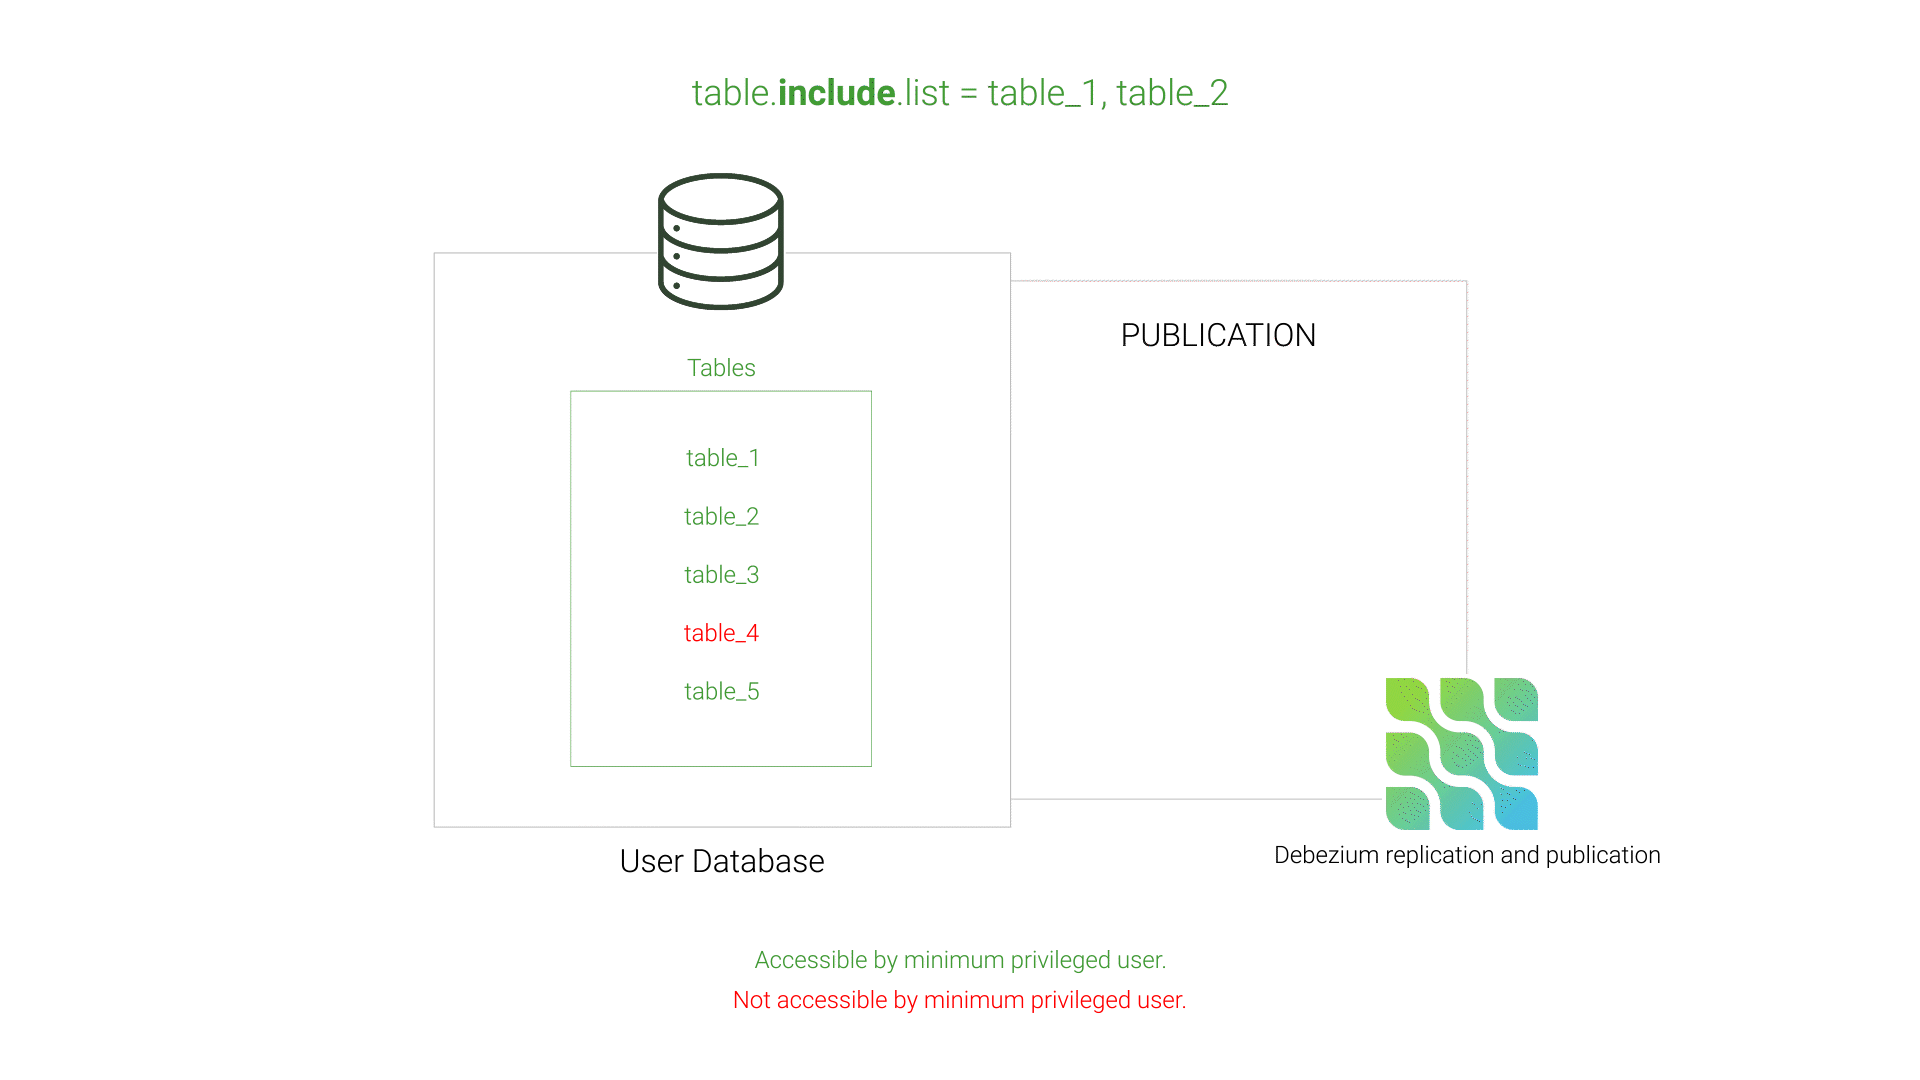 table.include.list = table_1, table_2
PUBLICATION
Tables
table_1
table_2
table_3
table_4
table_5
User Database
Debezium replication and publication
Accessible by minimum privileged user.
Not accessible by minimum privileged user.